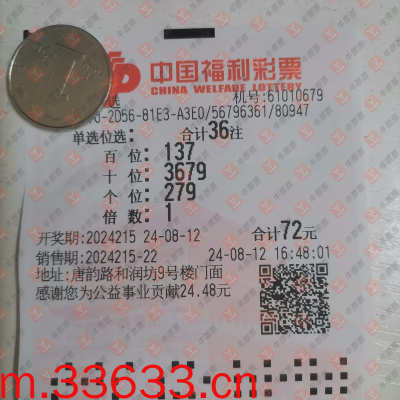 中国福利彩票
CHINA WELFARE LOTTERY
选
机号:61010679
-2D56-81E3-A3E0/56796361/80947
单选位选:
合计36注
百 位: 137
十 位: 3679
个 位: 279
倍 数: 1
开奖期:2024215 24-08-12
合计72元
销售期:2024215-22
24-08-12 16:48:01
地址:唐韵路和润坊9号楼门面
感谢您为公益事业贡献24.48元。
m.33633.cn